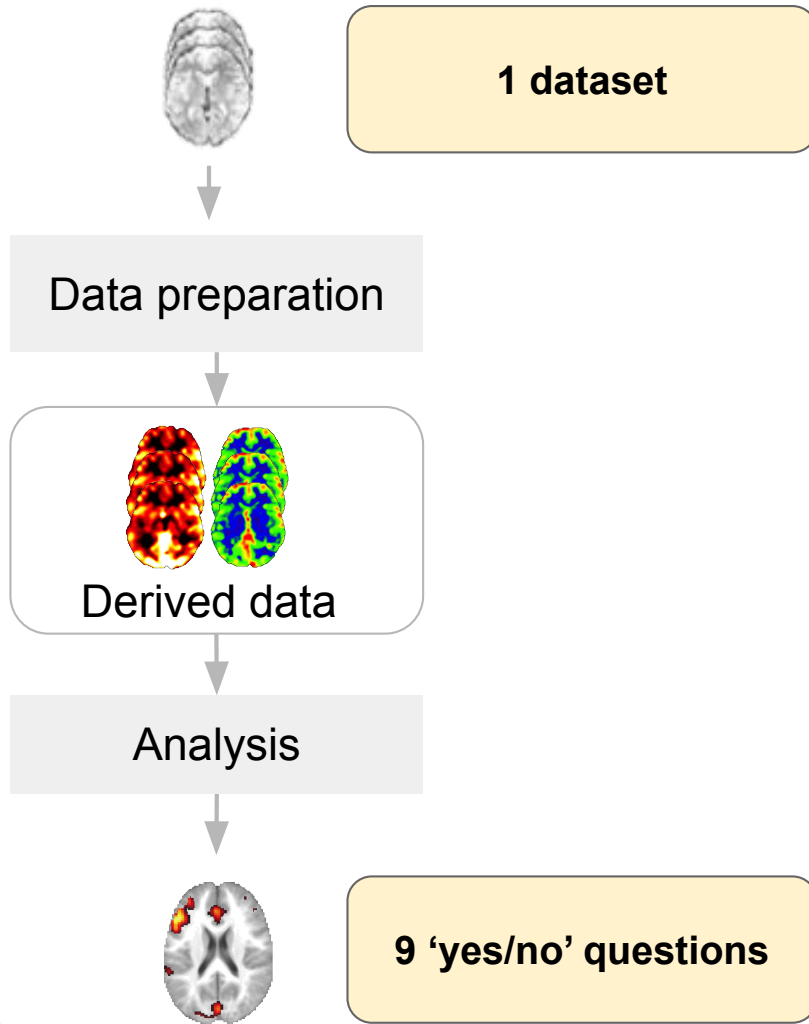 1 dataset
Data preparation
Derived data
Analysis
9 ‘yes/no’ questions